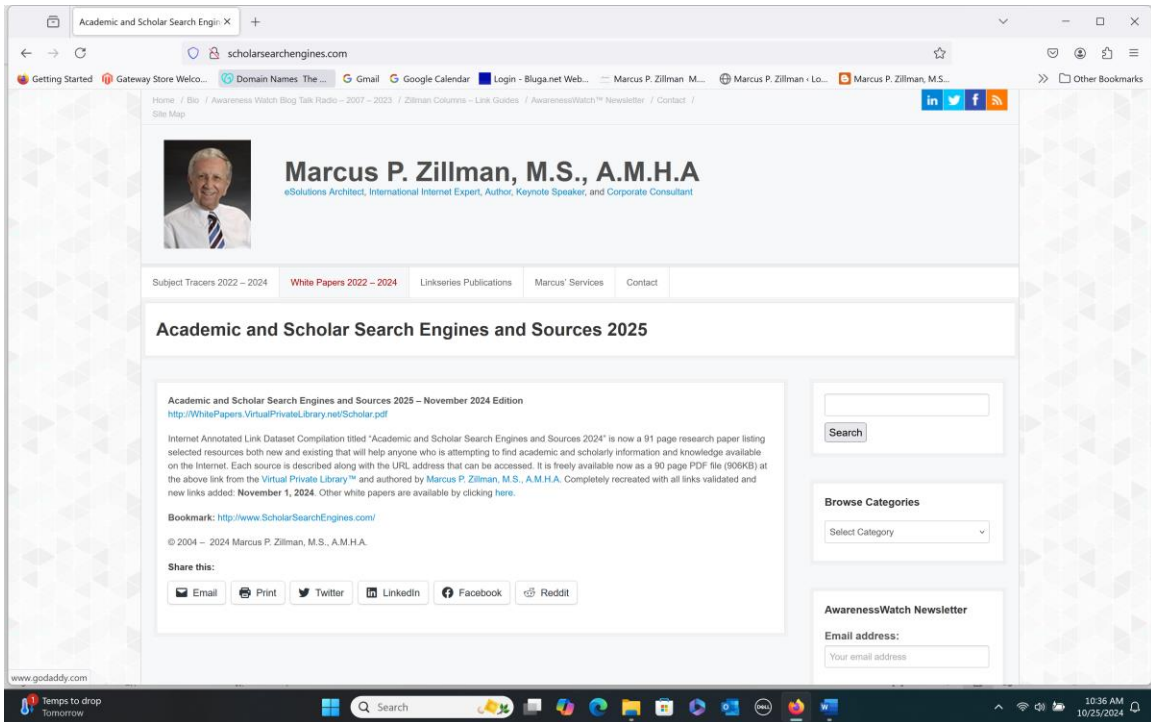 Academic and Scholar Search Engin
scholarsearchengines.com
Getting Started Gateway Store Welco... Domain Names The ... Gmail Google Calendar Login - Bluga.net Web... Marcus P. Zillman M... Marcus P. Zillman ‹ Lo... Marcus P. Zillman, M.S... Other Bookmarks
Home / Bio / Awareness Watch Blog Talk Radio – 2007 – 2023 / Zillman Columns – Link Guides / AwarenessWatch™ Newsletter / Contact /
Site Map
Marcus P. Zillman, M.S., A.M.H.A
eSolutions Architect, International Internet Expert, Author, Keynote Speaker, and Corporate Consultant
Subject Tracers 2022 – 2024 White Papers 2022 – 2024 Linkseries Publications Marcus' Services Contact
Academic and Scholar Search Engines and Sources 2025
Academic and Scholar Search Engines and Sources 2025 – November 2024 Edition
http://WhitePapers.VirtualPrivateLibrary.net/Scholar.pdf
Internet Annotated Link Dataset Compilation titled “Academic and Scholar Search Engines and Sources 2024” is now a 91 page research paper listing
selected resources both new and existing that will help anyone who is attempting to find academic and scholarly information and knowledge available
on the Internet. Each source is described along with the URL address that can be accessed. It is freely available now as a 90 page PDF file (906KB) at
the above link from the Virtual Private Library™ and authored by Marcus P. Zillman, M.S., A.M.H.A. Completely recreated with all links validated and
new links added: November 1, 2024. Other white papers are available by clicking here.
Bookmark: http://www.ScholarSearchEngines.com/
© 2004 – 2024 Marcus P. Zillman, M.S., A.M.H.A.
Share this:
Email Print Twitter LinkedIn Facebook Reddit
Search
Browse Categories
Select Category
AwarenessWatch Newsletter
Email address:
Your email address
www.godaddy.com
1
Temps to drop
Tomorrow
Search
DELL
10:36 AM
10/25/2024